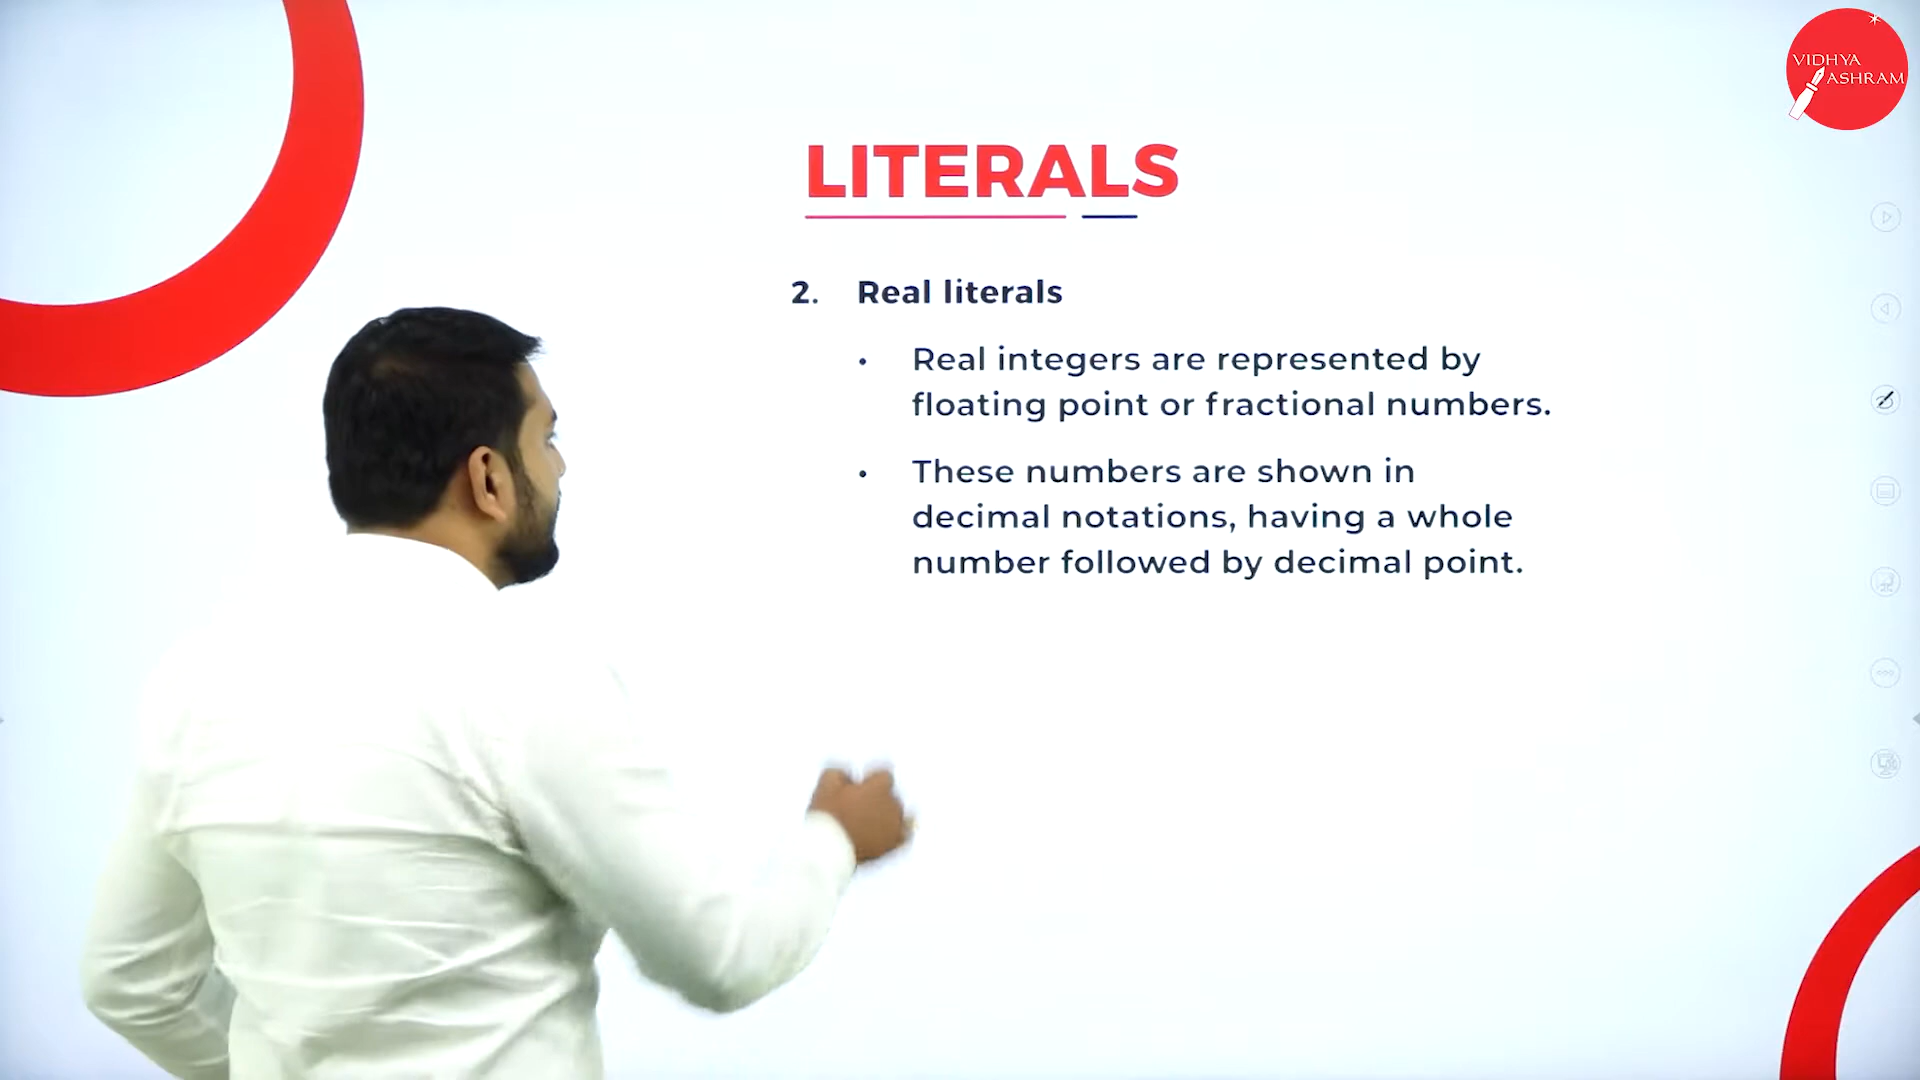 VIDHYA
ASHRAM
LITERALS
2. Real literals
• Real integers are represented by
floating point or fractional numbers.
• These numbers are shown in
decimal notations, having a whole
number followed by decimal point.